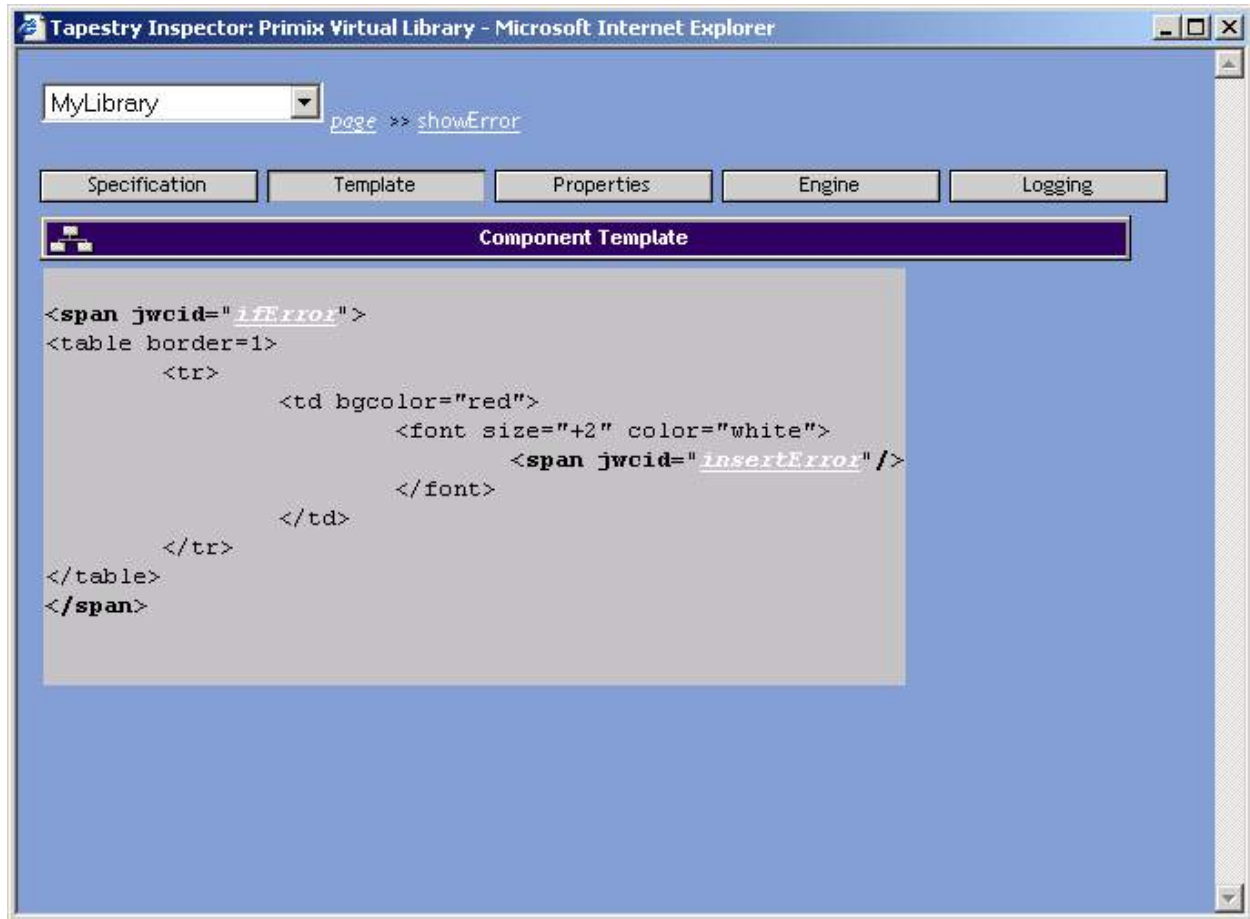 Tapestry Inspector: Primix Virtual Library - Microsoft Internet Explorer
MyLibrary
page >> showError
Specification Template Properties Engine Logging
Component Template
<span jwcid="ifError">
<table border=1>
<tr>
<td bgcolor="red">
<font size="+2" color="white">
<span jwcid="insertError"/>
</font>
</td>
</tr>
</table>
</span>